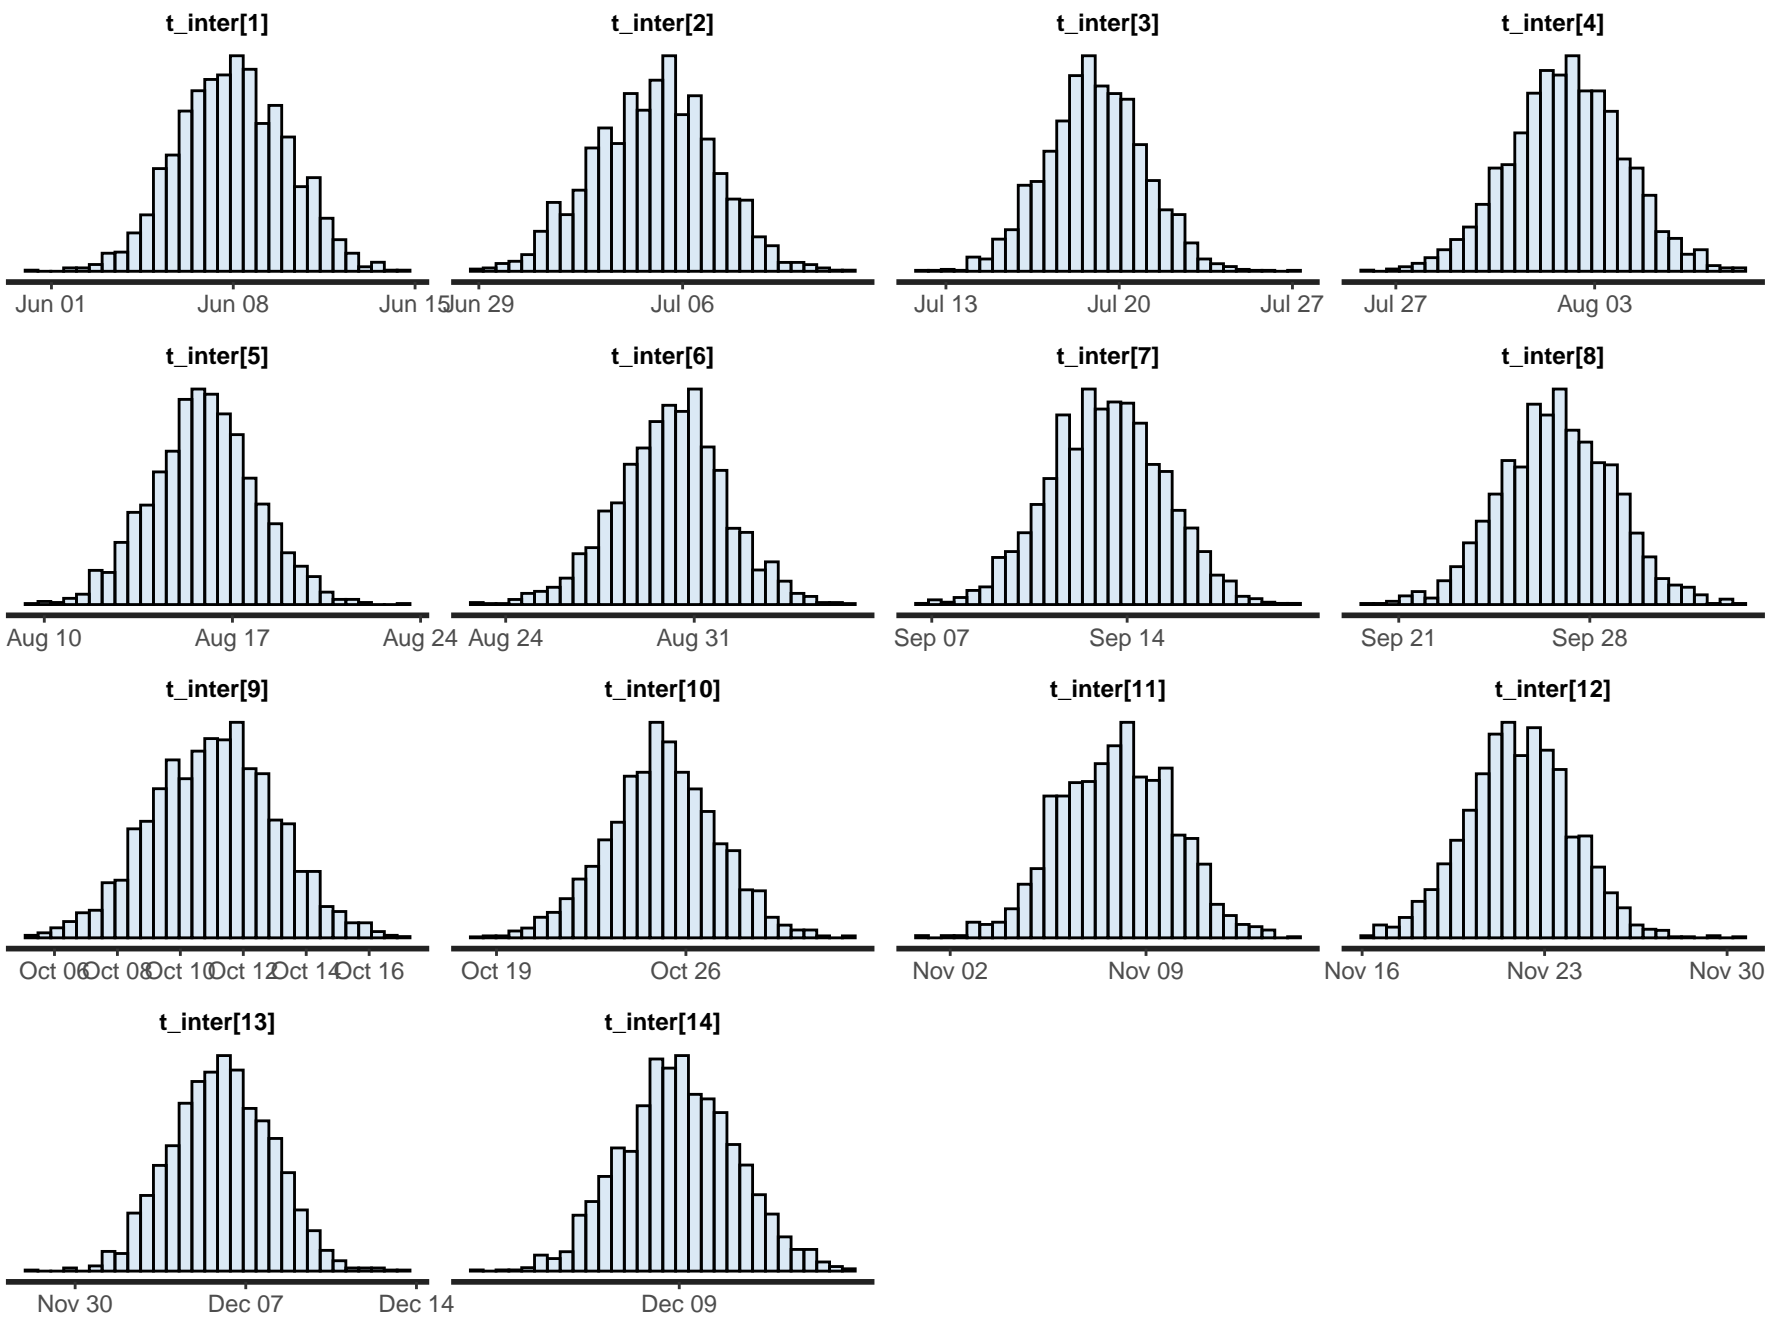 t_inter[1] t_inter[2] t_inter[3] t_inter[4]
Jun 01 Jun 08 Jun 15 Jun 29 Jul 06 Jul 13 Jul 20 Jul 27 Jul 27 Aug 03
t_inter[5] t_inter[6] t_inter[7] t_inter[8]
Aug 10 Aug 17 Aug 24 Aug 24 Aug 31 Sep 07 Sep 14 Sep 21 Sep 28
t_inter[9] t_inter[10] t_inter[11] t_inter[12]
Oct 06 Oct 08 Oct 10 Oct 12 Oct 14 Oct 16 Oct 19 Oct 26 Nov 02 Nov 09 Nov 16 Nov 23 Nov 30
t_inter[13] t_inter[14]
Nov 30 Dec 07 Dec 14 Dec 09